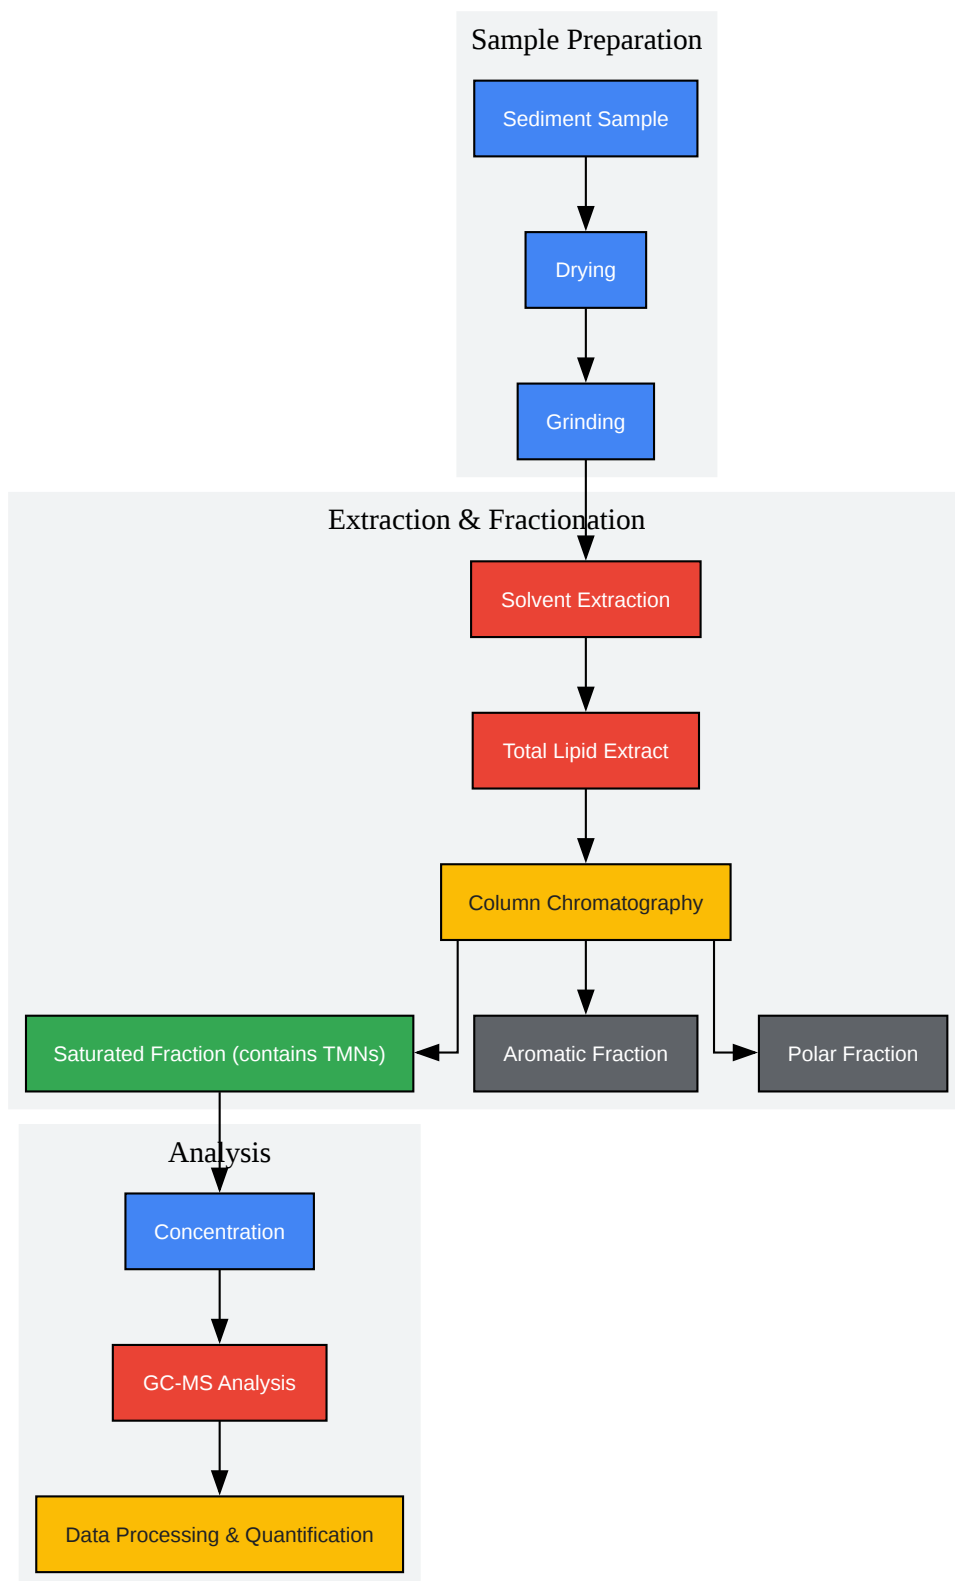 Sample Preparation
Sediment Sample
Drying
Grinding
Extraction & Fractionation
Solvent Extraction
Total Lipid Extract
Column Chromatography
Saturated Fraction (contains TMNs)
Aromatic Fraction
Polar Fraction
Analysis
Concentration
GC-MS Analysis
Data Processing & Quantification